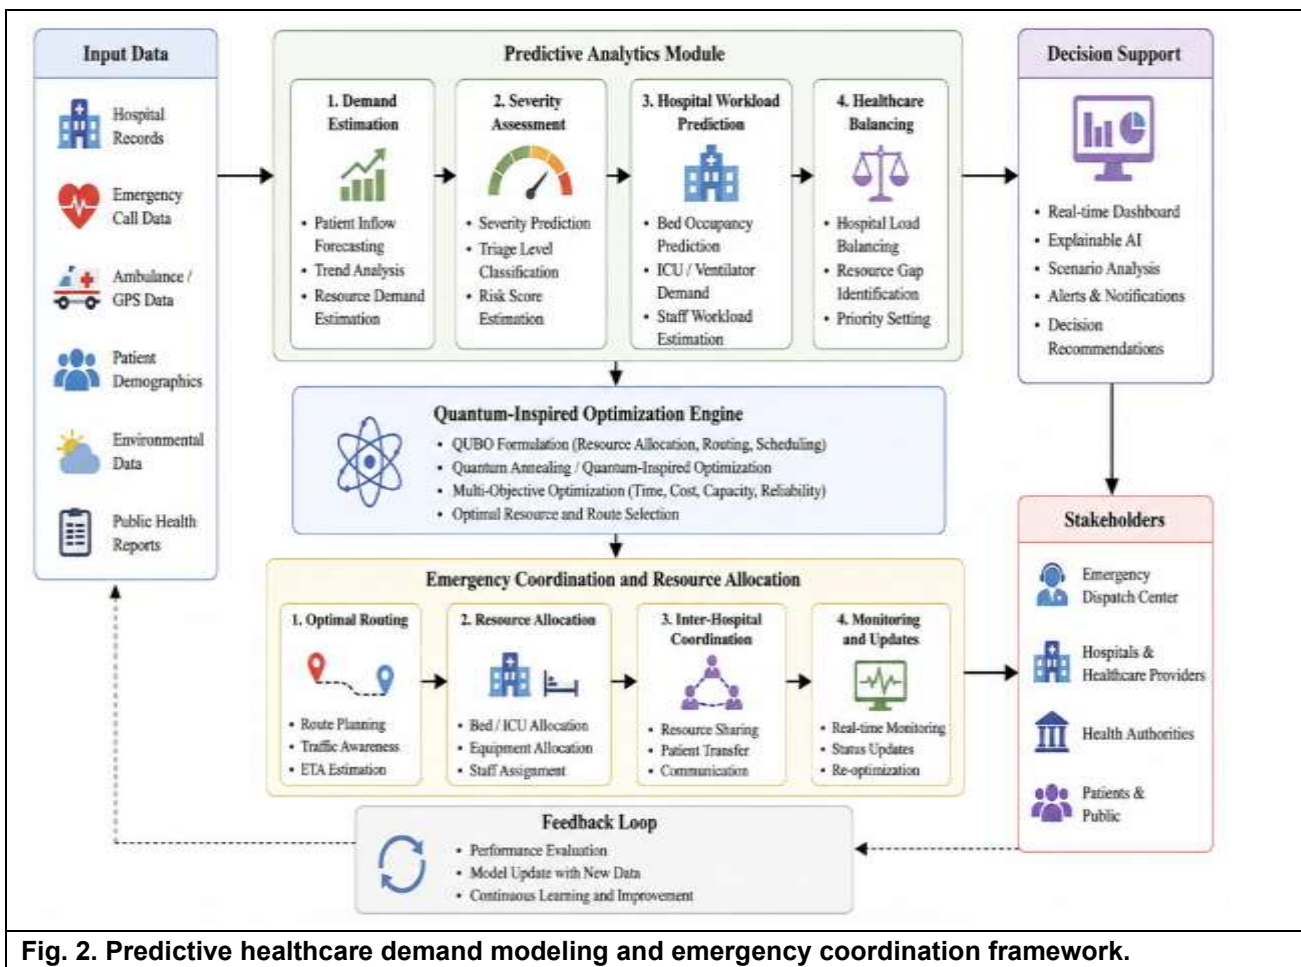 Input Data
Hospital
Records
Emergency
Call Data
Ambulance /
GPS Data
Patient
Demographics
Environmental
Data
Public Health
Reports
Predictive Analytics Module
1. Demand
Estimation
• Patient Inflow
Forecasting
• Trend Analysis
• Resource Demand
Estimation
2. Severity
Assessment
• Severity Prediction
• Triage Level
Classification
• Risk Score
Estimation
3. Hospital Workload
Prediction
• Bed Occupancy
Prediction
• ICU / Ventilator
Demand
• Staff Workload
Estimation
4. Healthcare
Balancing
• Hospital Load
Balancing
• Resource Gap
Identification
• Priority Setting
Decision Support
• Real-time Dashboard
• Explainable AI
• Scenario Analysis
• Alerts & Notifications
• Decision
Recommendations
Quantum-Inspired Optimization Engine
• QUBO Formulation (Resource Allocation, Routing, Scheduling)
• Quantum Annealing / Quantum-Inspired Optimization
• Multi-Objective Optimization (Time, Cost, Capacity, Reliability)
• Optimal Resource and Route Selection
Emergency Coordination and Resource Allocation
1. Optimal Routing
• Route Planning
• Traffic Awareness
• ETA Estimation
2. Resource Allocation
• Bed / ICU Allocation
• Equipment Allocation
• Staff Assignment
3. Inter-Hospital
Coordination
• Resource Sharing
• Patient Transfer
• Communication
4. Monitoring
and Updates
• Real-time Monitoring
• Status Updates
• Re-optimization
Stakeholders
Emergency
Dispatch Center
Hospitals &
Healthcare Providers
Health Authorities
Patients &
Public
Feedback Loop
• Performance Evaluation
• Model Update with New Data
• Continuous Learning and Improvement
Fig. 2. Predictive healthcare demand modeling and emergency coordination framework.